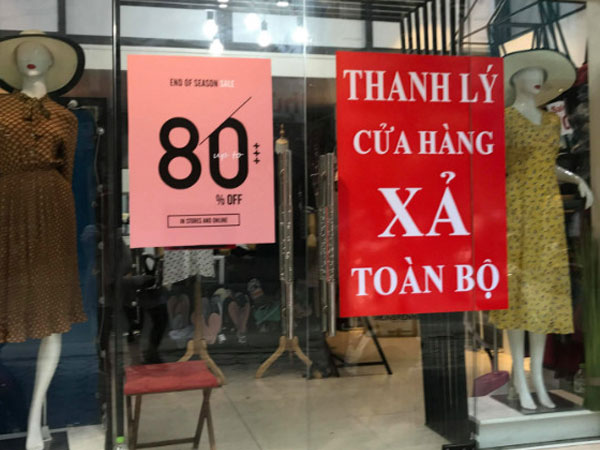 END OF SEASON SALE
80
up to
% OFF
IN STORES AND ONLINE
THANH LÝ
CỬA HÀNG
XẢ
TOÀN BỘ